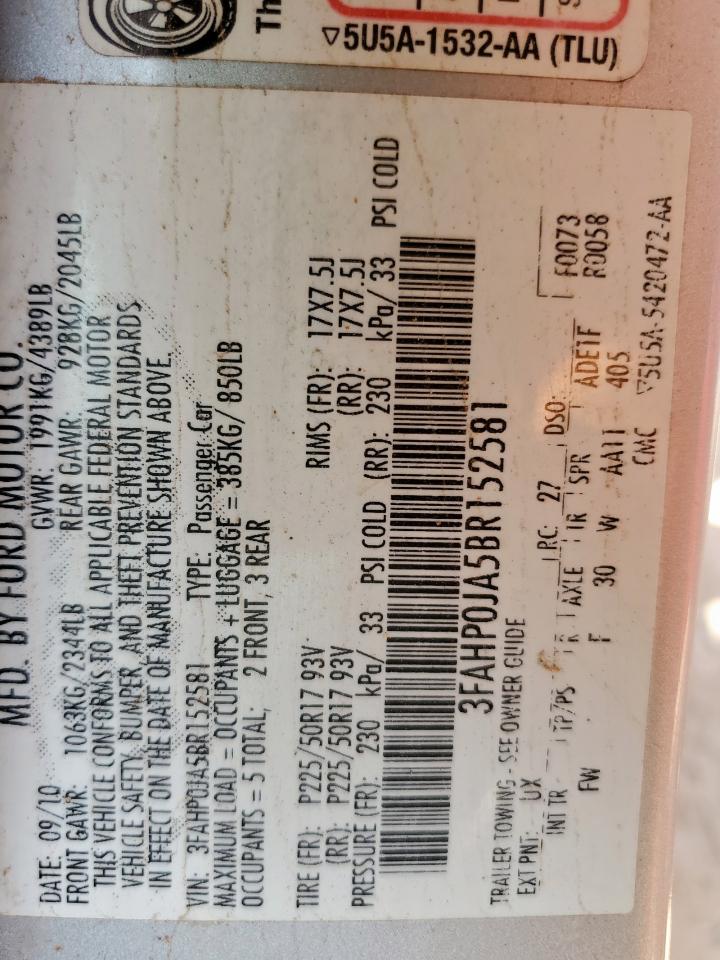 Th
▽5U5A-1532-AA (TLU)
MFD. BY FORD MOTOR CO.
DATE: 09/10 GVWR: 1991KG/4389LB
FRONT GAWR: 1063KG/2344LB REAR GAWR: 928KG/2045LB
THIS VEHICLE CONFORMS TO ALL APPLICABLE FEDERAL MOTOR
VEHICLE SAFETY, BUMPER, AND THEFT PREVENTION STANDARDS
IN EFFECT ON THE DATE OF MANUFACTURE SHOWN ABOVE.
VIN: 3FAHP0JA5BR152581 TYPE: Passenger Car
MAXIMUM LOAD = OCCUPANTS + LUGGAGE = 385KG/ 850LB
OCCUPANTS = 5 TOTAL, 2 FRONT, 3 REAR
TIRE (FR): P225/50R17 93V RIMS (FR): 17X7.5J
(RR): P225/50R17 93V (RR): 17X7.5J
PRESSURE (FR): 230 kPa/ 33 PSI COLD (RR): 230 kPa/ 33 PSI COLD
3FAHP0JA5BR152581
TRAILER TOWING - SEE OWNER GUIDE
EXT PNT: UX RC: 27 DSO: F0073
INT TR TP/PS R AXLE TR SPR R0058
FW F 30 W AA11 ADE1F
405
CMC ▽5U5A-5420472-AA